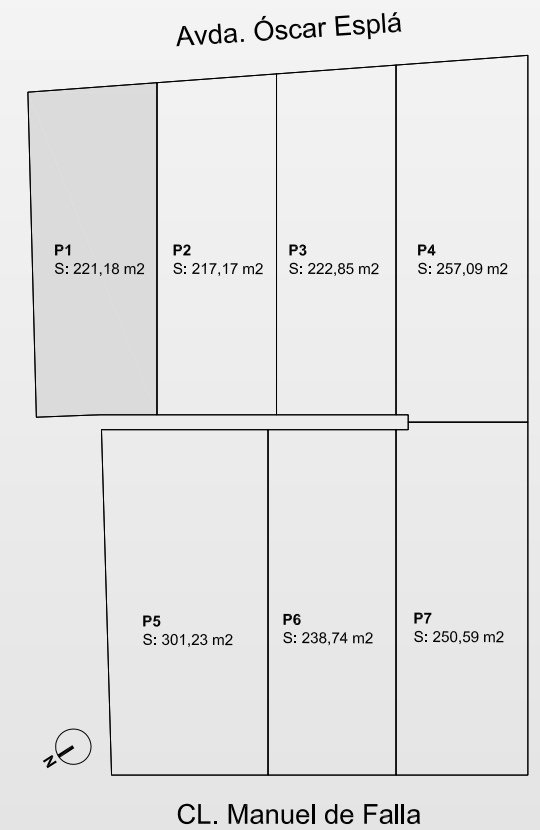 Avda. Óscar Esplá
P1
S: 221,18 m2
P2
S: 217,17 m2
P3
S: 222,85 m2
P4
S: 257,09 m2
P5
S: 301,23 m2
P6
S: 238,74 m2
P7
S: 250,59 m2
N
CL. Manuel de Falla